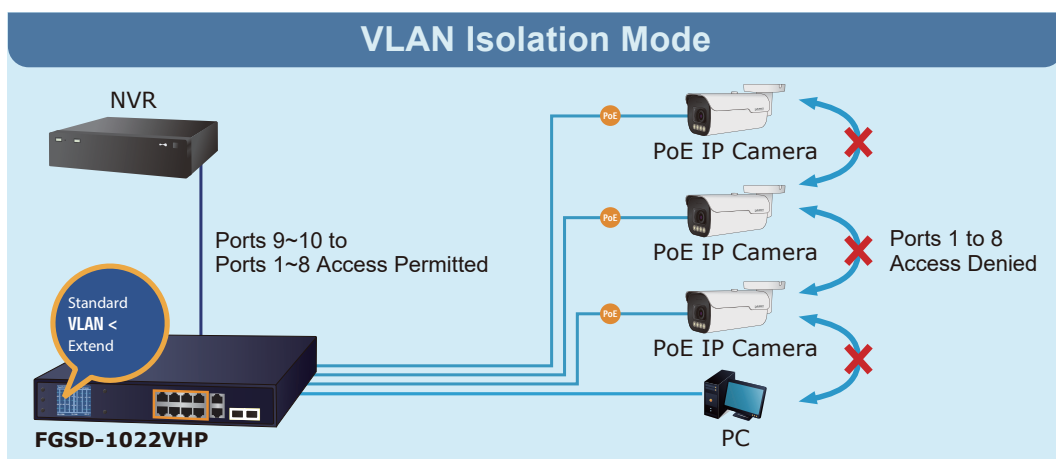 VLAN Isolation Mode
NVR
PoE
PoE IP Camera
Ports 9~10 to
Ports 1~8 Access Permitted
PoE
PoE IP Camera
Ports 1 to 8
Access Denied
Standard
VLAN <
Extend
PoE
PoE IP Camera
FGSD-1022VHP
PC